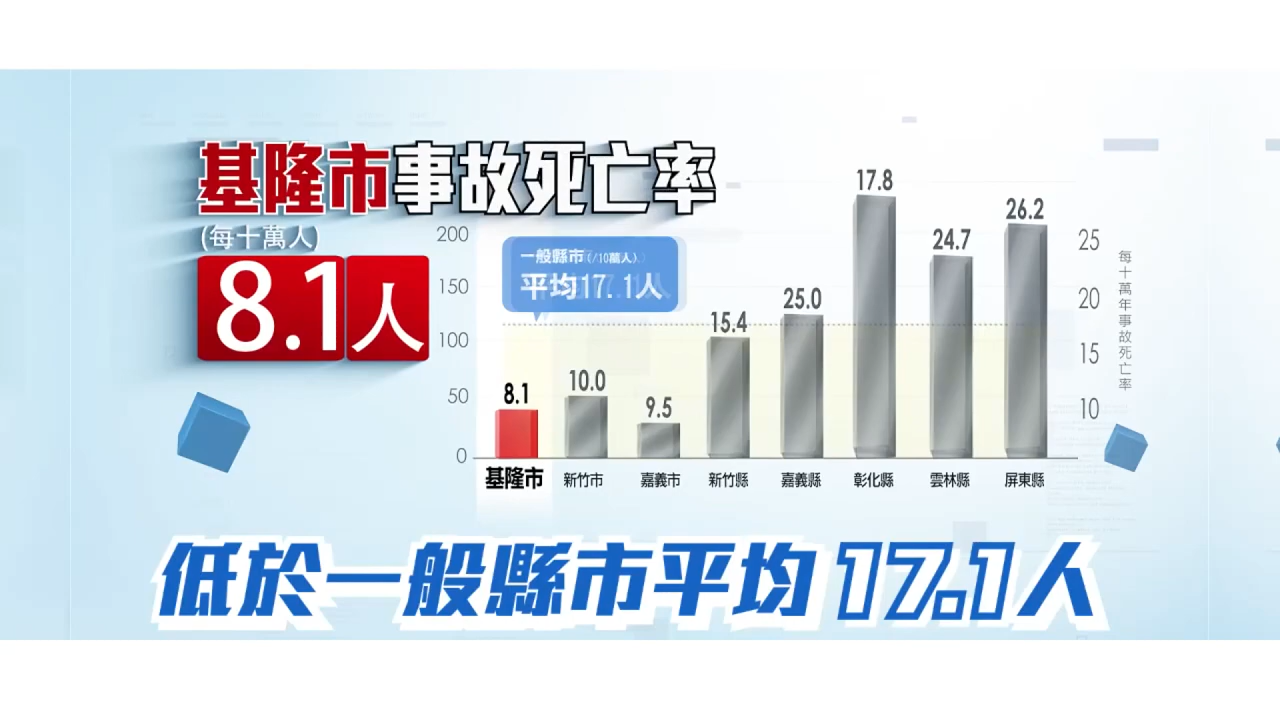 基隆市事故死亡率
(每十萬人)
8.1人
200
150
100
50
0
一般縣市(/10萬人)
平均17.1人
8.1
10.0
9.5
15.4
25.0
17.8
24.7
26.2
基隆市
新竹市
嘉義市
新竹縣
嘉義縣
彰化縣
雲林縣
屏東縣
25
20
15
10
每十萬年事故死亡率
低於一般縣市平均17.1人